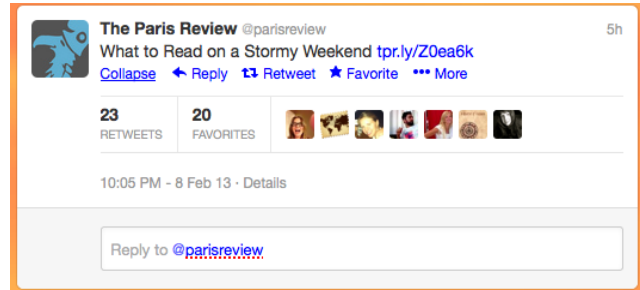 The Paris Review @parisreview 5h
What to Read on a Stormy Weekend tpr.ly/Z0ea6k
Collapse Reply Retweet Favorite More
23 20
RETWEETS FAVORITES
10:05 PM - 8 Feb 13 · Details
Reply to @parisreview